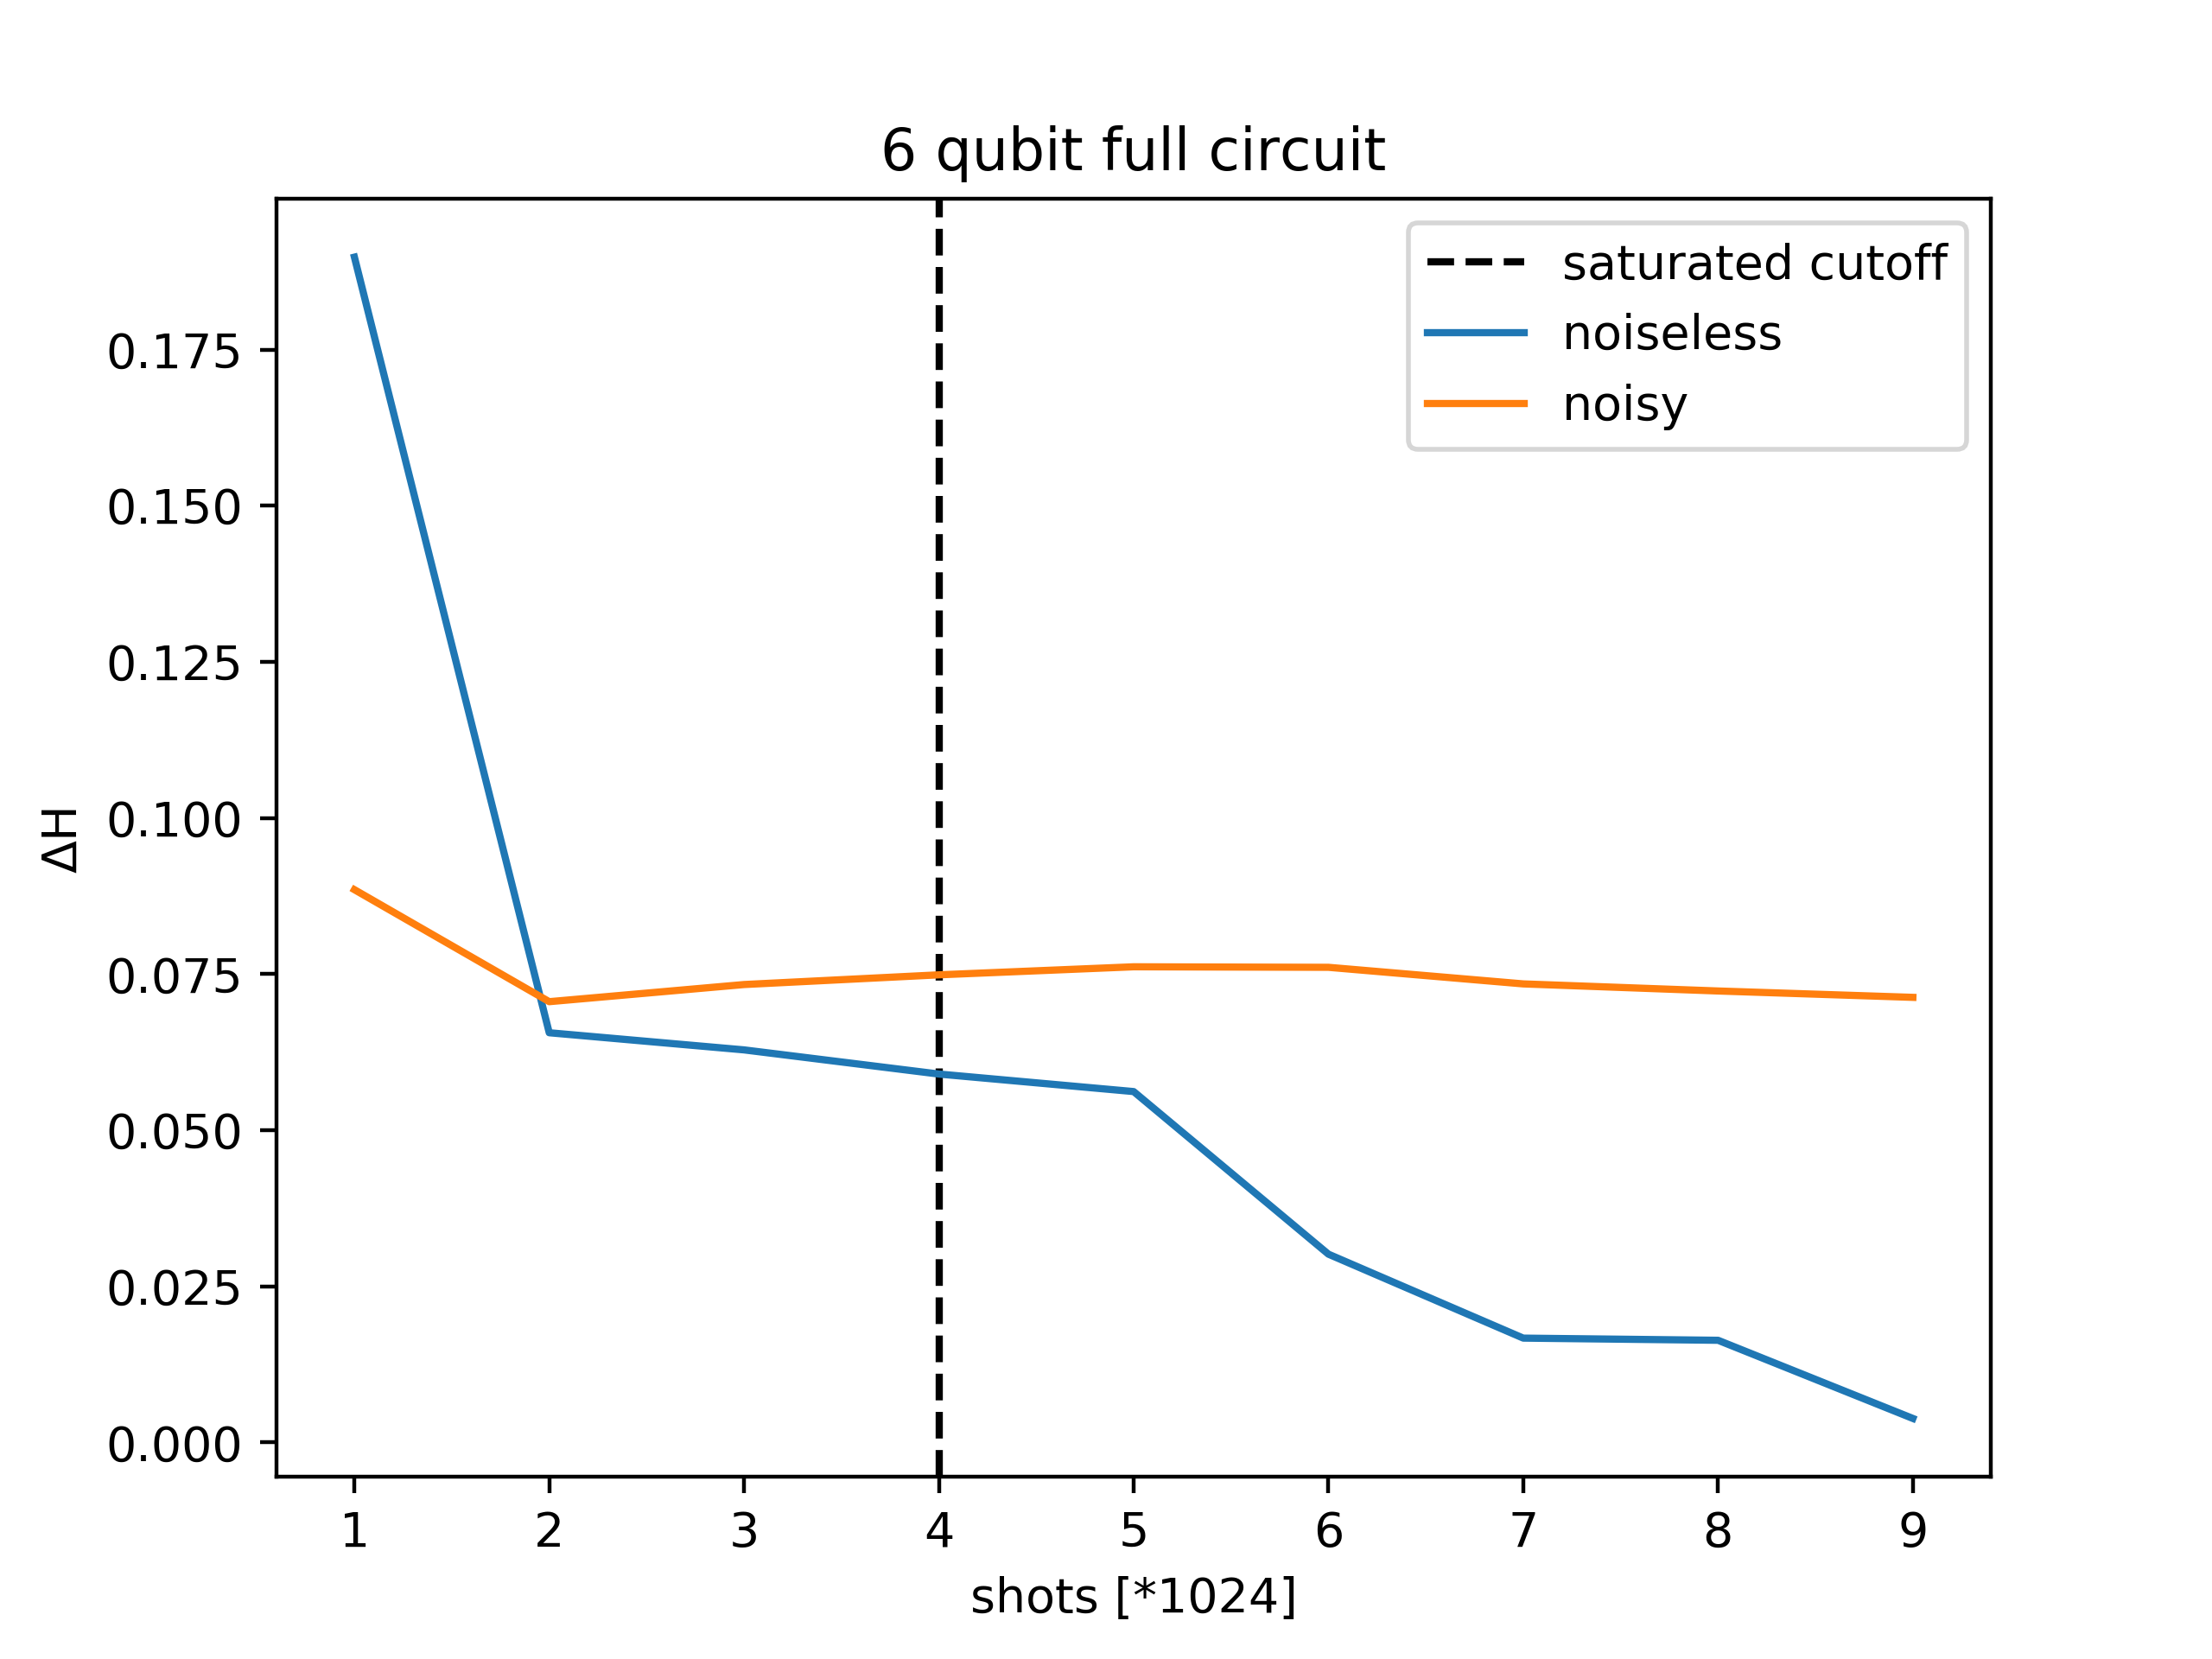 6 qubit full circuit
saturated cutoff
noiseless
noisy
ΔH
0.175
0.150
0.125
0.100
0.075
0.050
0.025
0.000
1 2 3 4 5 6 7 8 9
shots [*1024]